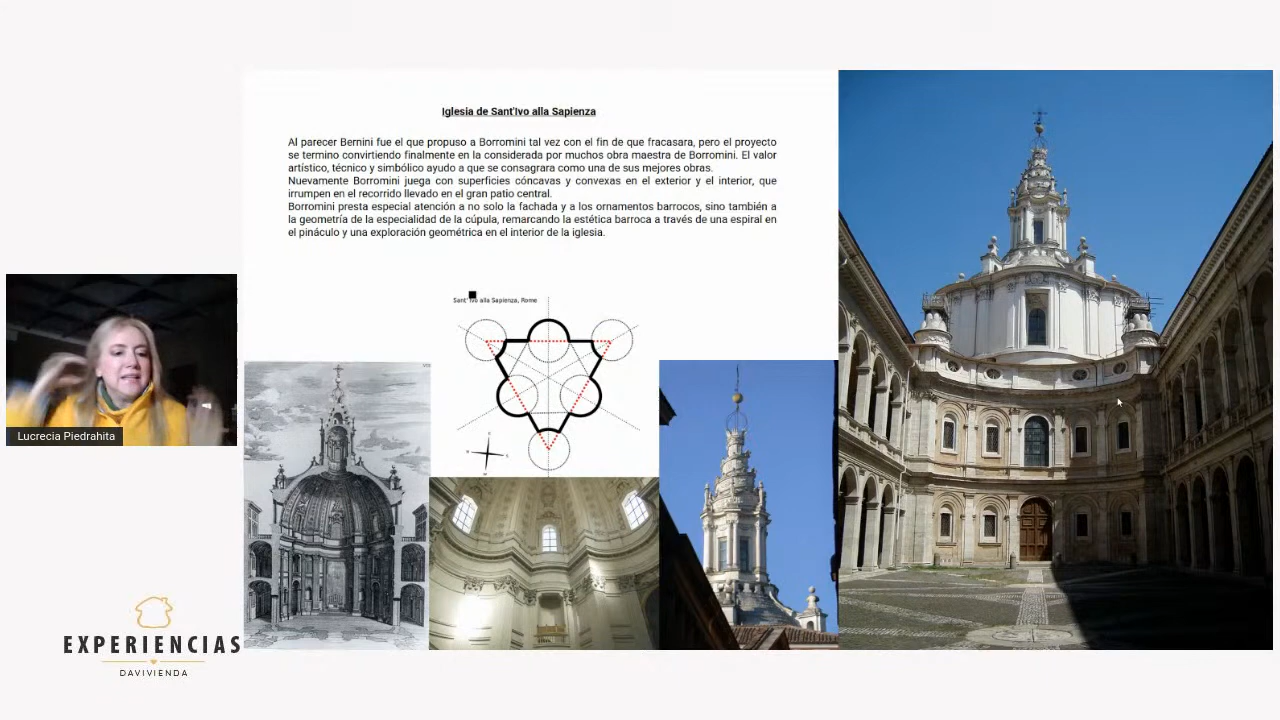 Iglesia de Sant'Ivo alla Sapienza
Al parecer Bernini fue el que propuso a Borromini tal vez con el fin de que fracasara, pero el proyecto
se termino convirtiendo finalmente en la considerada por muchos obra maestra de Borromini. El valor
artístico, técnico y simbólico ayudo a que se consagrara como una de sus mejores obras.
Nuevamente Borromini juega con superficies cóncavas y convexas en el exterior y el interior, que
irrumpen en el recorrido llevado en el gran patio central.
Borromini presta especial atención a no solo la fachada y a los ornamentos barrocos, sino también a
la geometría de la especialidad de la cúpula, remarcando la estética barroca a través de una espiral en
el pináculo y una exploración geométrica en el interior de la iglesia.
Sant' Ivo alla Sapienza, Rome
Lucrecia Piedrahita
EXPERIENCIAS
DAVIVIENDA